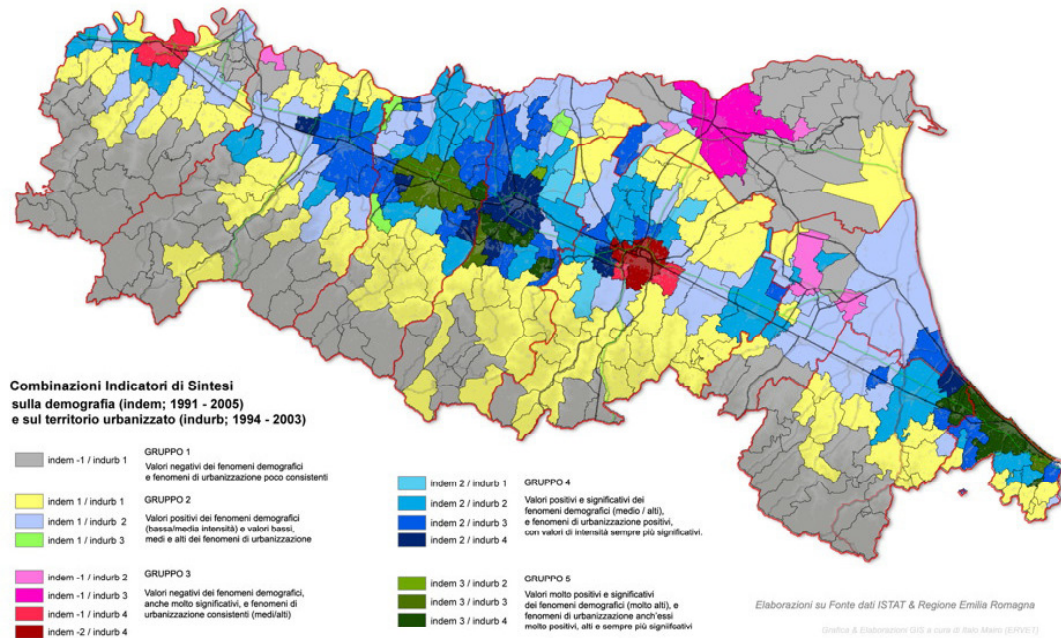 Combinazioni Indicatori di Sintesi
sulla demografia (indem; 1991 - 2005)
e sul territorio urbanizzato (indurb; 1994 - 2003)
indem -1 / indurb 1
GRUPPO 1
Valori negativi dei fenomeni demografici
e fenomeni di urbanizzazione poco consistenti
indem 1 / indurb 1
indem 1 / indurb 2
indem 1 / indurb 3
GRUPPO 2
Valori positivi dei fenomeni demografici
(bassa/media intensità) e valori bassi,
medi e alti dei fenomeni di urbanizzazione
indem -1 / indurb 2
indem -1 / indurb 3
indem -1 / indurb 4
indem -2 / indurb 4
GRUPPO 3
Valori negativi dei fenomeni demografici,
anche molto significativi, e fenomeni di
urbanizzazione consistenti (medi/alti)
indem 2 / indurb 1
indem 2 / indurb 2
indem 2 / indurb 3
indem 2 / indurb 4
GRUPPO 4
Valori positivi e significativi dei
fenomeni demografici (medio / alti),
e fenomeni di urbanizzazione positivi,
con valori di intensità sempre più significativi.
indem 3 / indurb 2
indem 3 / indurb 3
indem 3 / indurb 4
GRUPPO 5
Valori molto positivi e significativi
dei fenomeni demografici (molto alti), e
fenomeni di urbanizzazione anch'essi
molto positivi, alti e sempre più significativi
Elaborazioni su Fonte dati ISTAT & Regione Emilia Romagna
Grafica & Elaborazioni GIS a cura di Italo (ERVET)